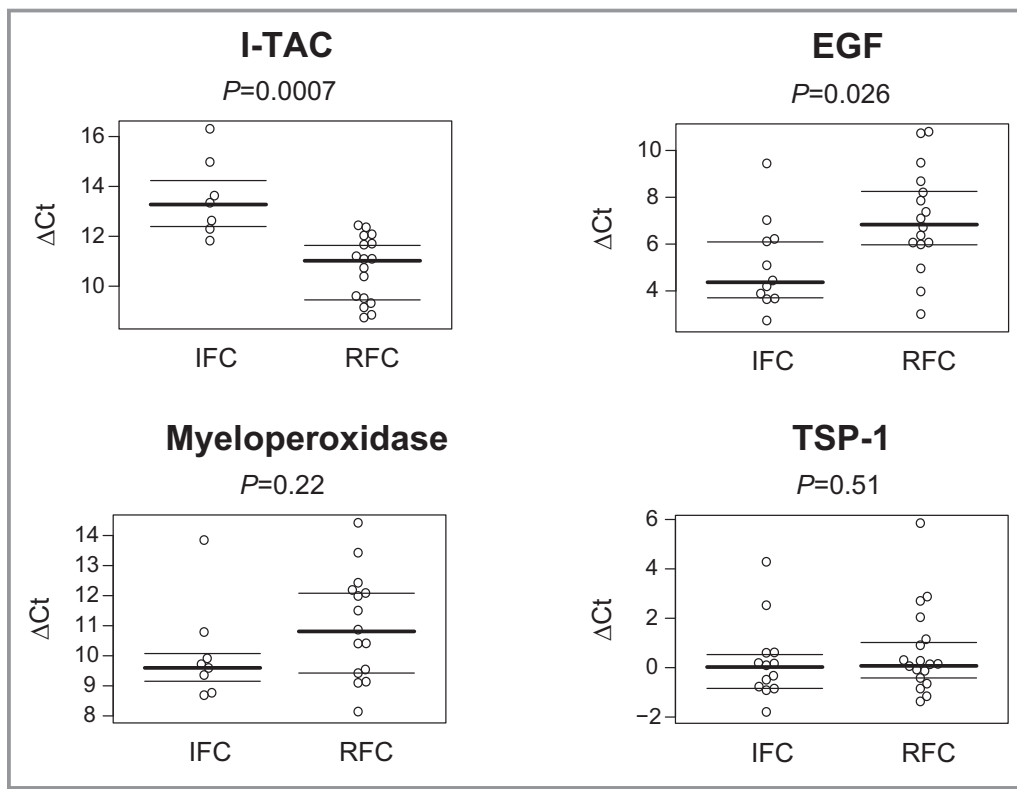 I-TAC
P=0.0007
16
14
12
10
ΔCt
IFC RFC
EGF
P=0.026
10
8
6
4
ΔCt
IFC RFC
Myeloperoxidase
P=0.22
14
13
12
11
10
9
8
ΔCt
IFC RFC
TSP-1
P=0.51
6
4
2
0
−2
ΔCt
IFC RFC